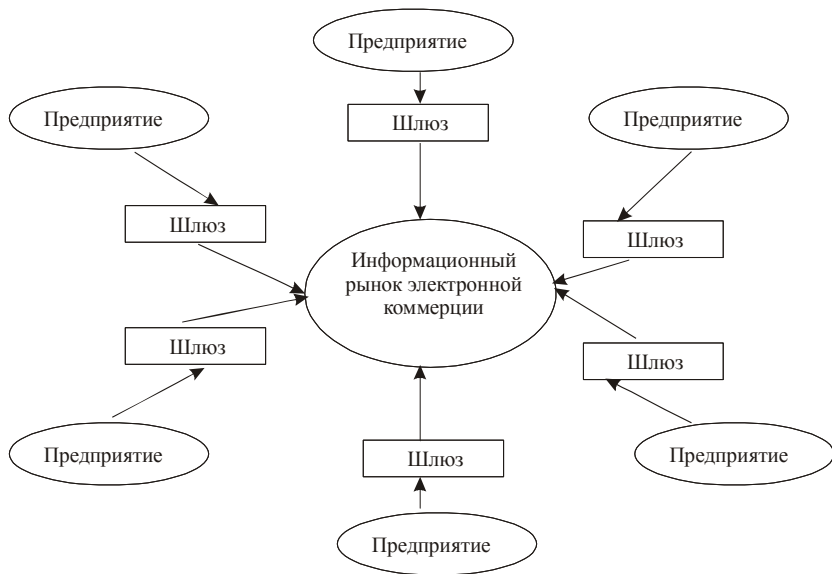 Предприятие
Предприятие
Предприятие
Шлюз
Шлюз
Шлюз
Информационный
рынок электронной
коммерции
Шлюз
Шлюз
Предприятие
Шлюз
Предприятие
Предприятие